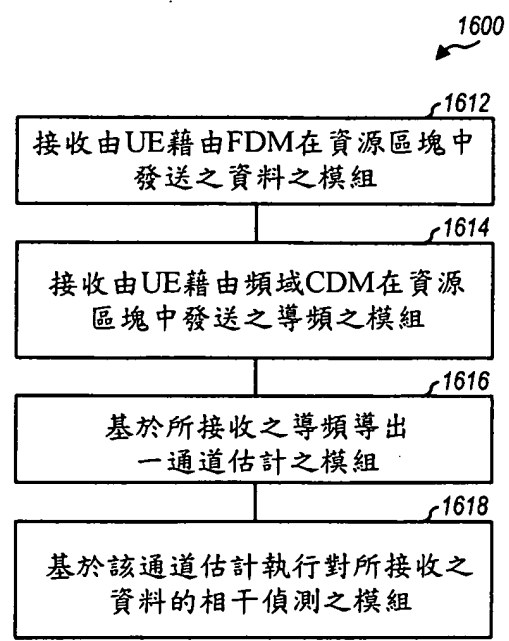 1600
1612
接收由UE藉由FDM在資源區塊中
發送之資料之模組
1614
接收由UE藉由頻域CDM在資源
區塊中發送之導頻之模組
1616
基於所接收之導頻導出
一通道估計之模組
1618
基於該通道估計執行對所接收之
資料的相干偵測之模組